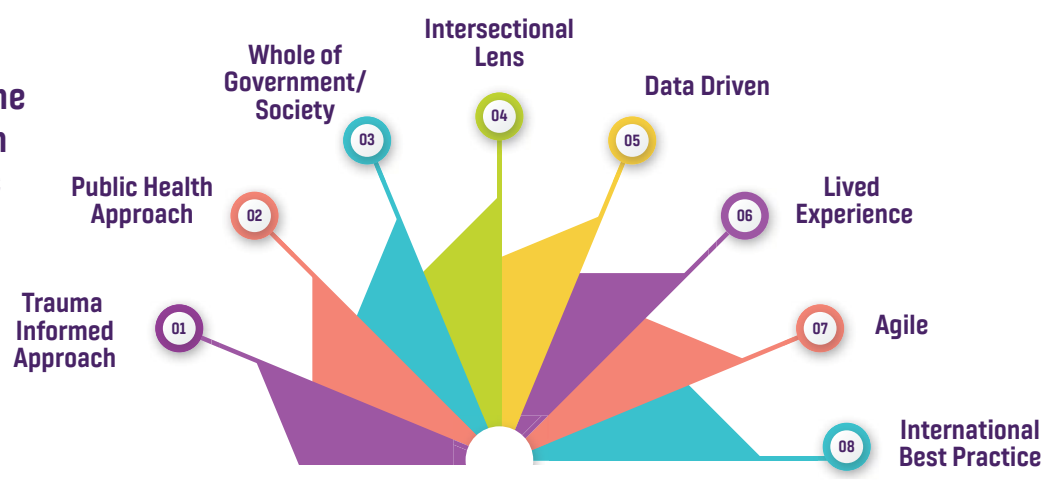 Trauma
Informed
Approach
01
Public Health
Approach
02
Whole of
Government/
Society
03
Intersectional
Lens
04
Data Driven
05
Lived
Experience
06
Agile
07
International
Best Practice
08